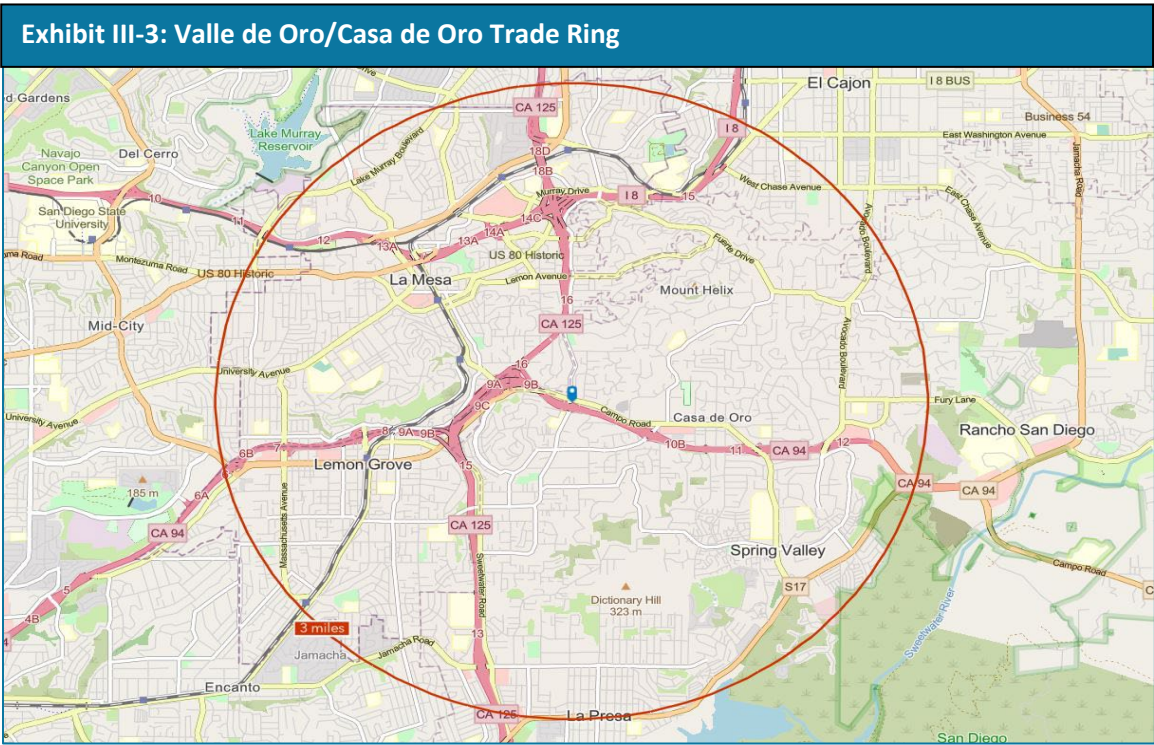 Exhibit III-3: Valle de Oro/Casa de Oro Trade Ring
El Cajon
I 8 BUS
d Gardens
CA 125
I 8
Business 54
Lake Murray
Reservoir
East Washington Avenue
Navajo
Canyon Open
Space Park
Del Cerro
Lake Murray Boulevard
18D
18B
Jamacha Road
West Chase Avenue
East Chase Avenue
10
Murray Drive
I 8
15
San Diego State
University
11
12
13A
13A
14A
14C
Avocado Boulevard
Fuerte Drive
ama Road
Montezuma Road
US 80 Historic
US 80 Historic
La Mesa
Lemon Avenue
Mount Helix
16
Mid-City
CA 125
Avocado Boulevard
University Avenue
16
9A
9B
9C
Fury Lane
University Avenue
Campo Road
Casa de Oro
Rancho San Diego
8
9A
9B
7
6B
10B
11
CA 94
12
Lemon Grove
15
185 m
6A
CA 94
CA 94
CA 94
CA 125
Massachusetts Avenue
Sweetwater Road
Spring Valley
5
S17
Campo Road
C
Dictionary Hill
323 m
4B
4
3 miles
13
Sweetwater River
Jamacha
Jamacha Road
Encanto
CA 125
La Presa
San Diego